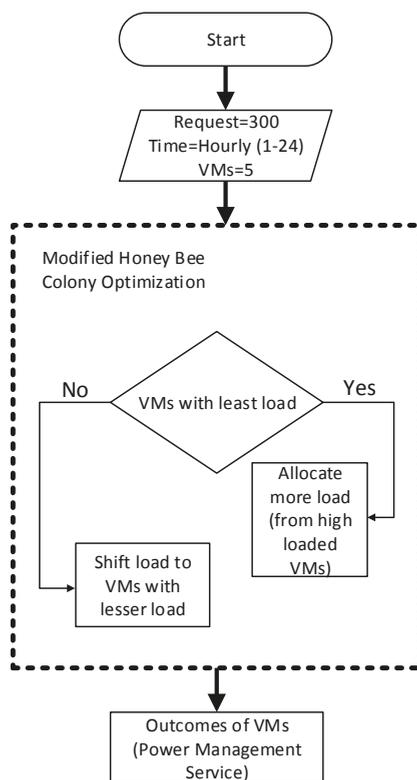 Start
Request=300
Time=Hourly (1-24)
VMs=5
Modified Honey Bee
Colony Optimization
No
VMs with least load
Yes
Allocate
more load
(from high
loaded
VMs)
Shift load to
VMs with
lesser load
Outcomes of VMs
(Power Management
Service)